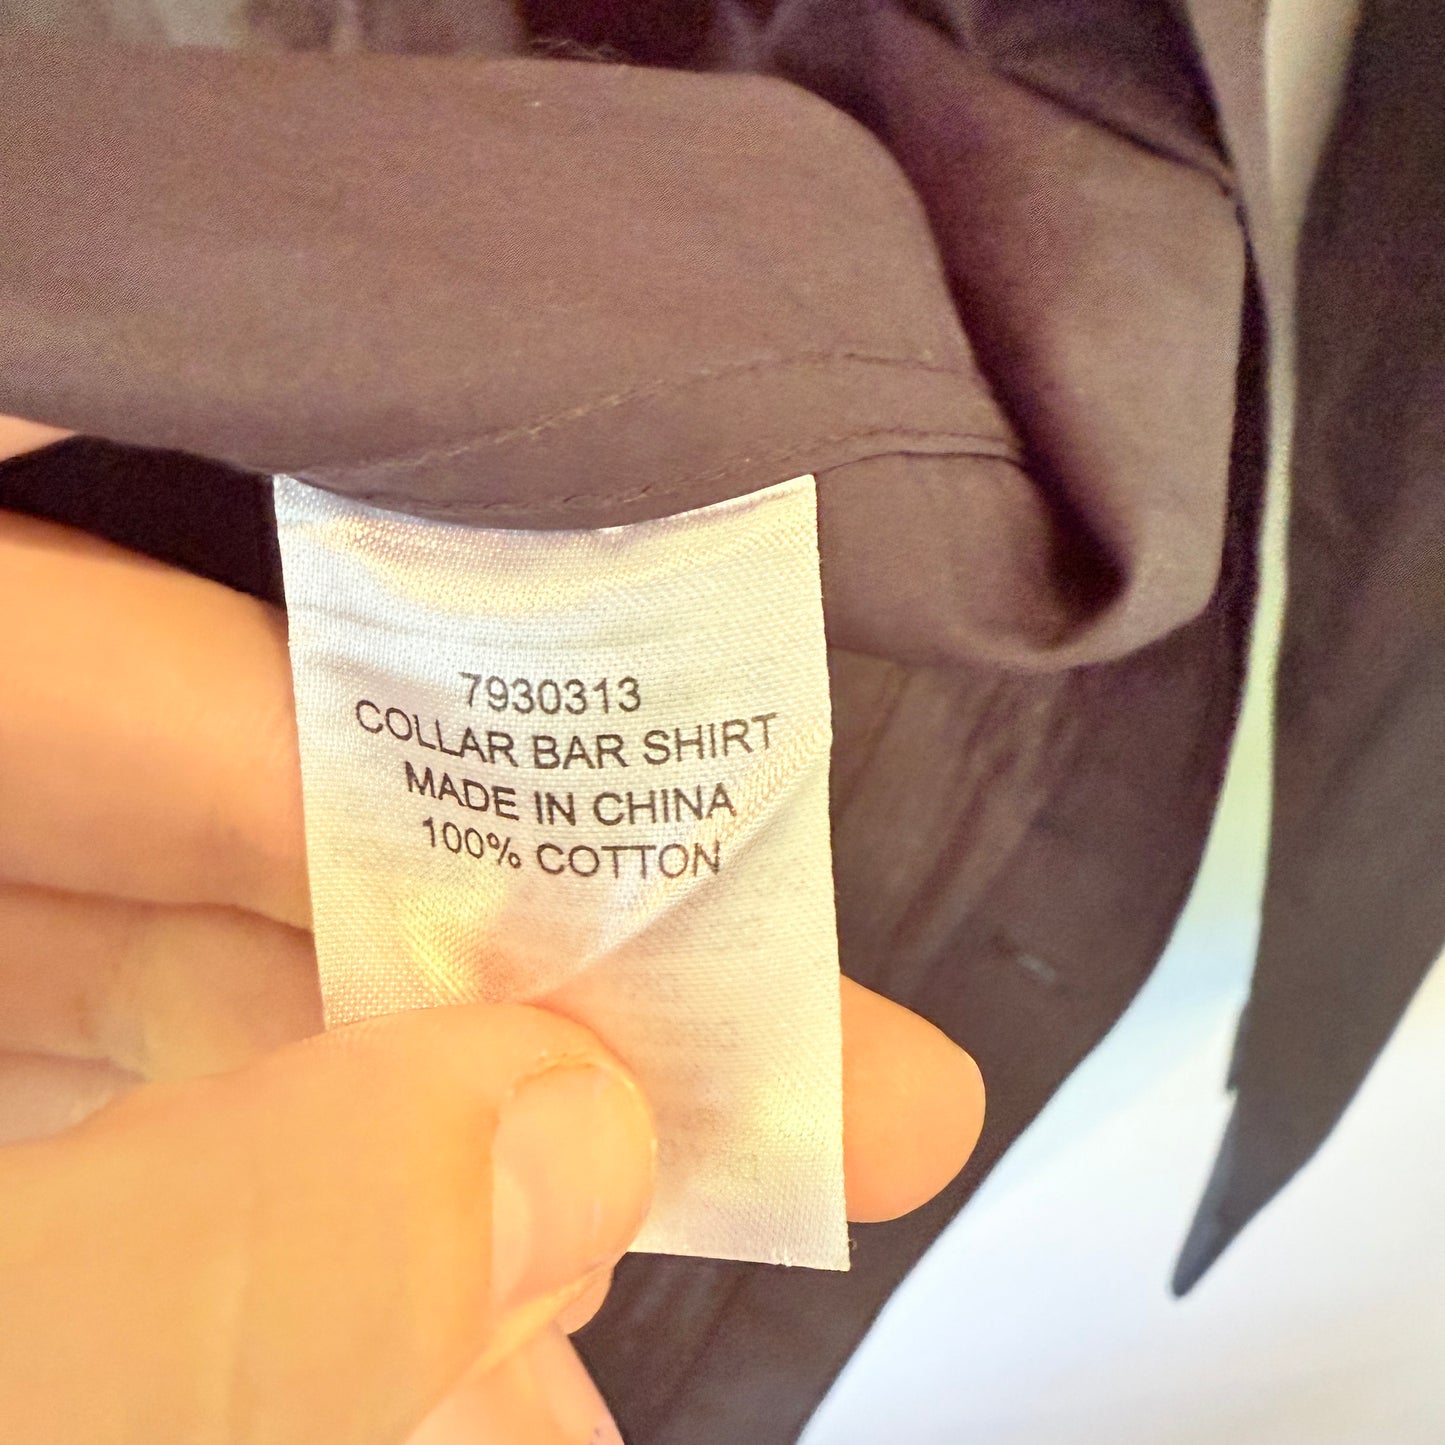 7930313
COLLAR BAR SHIRT
MADE IN CHINA
100% COTTON